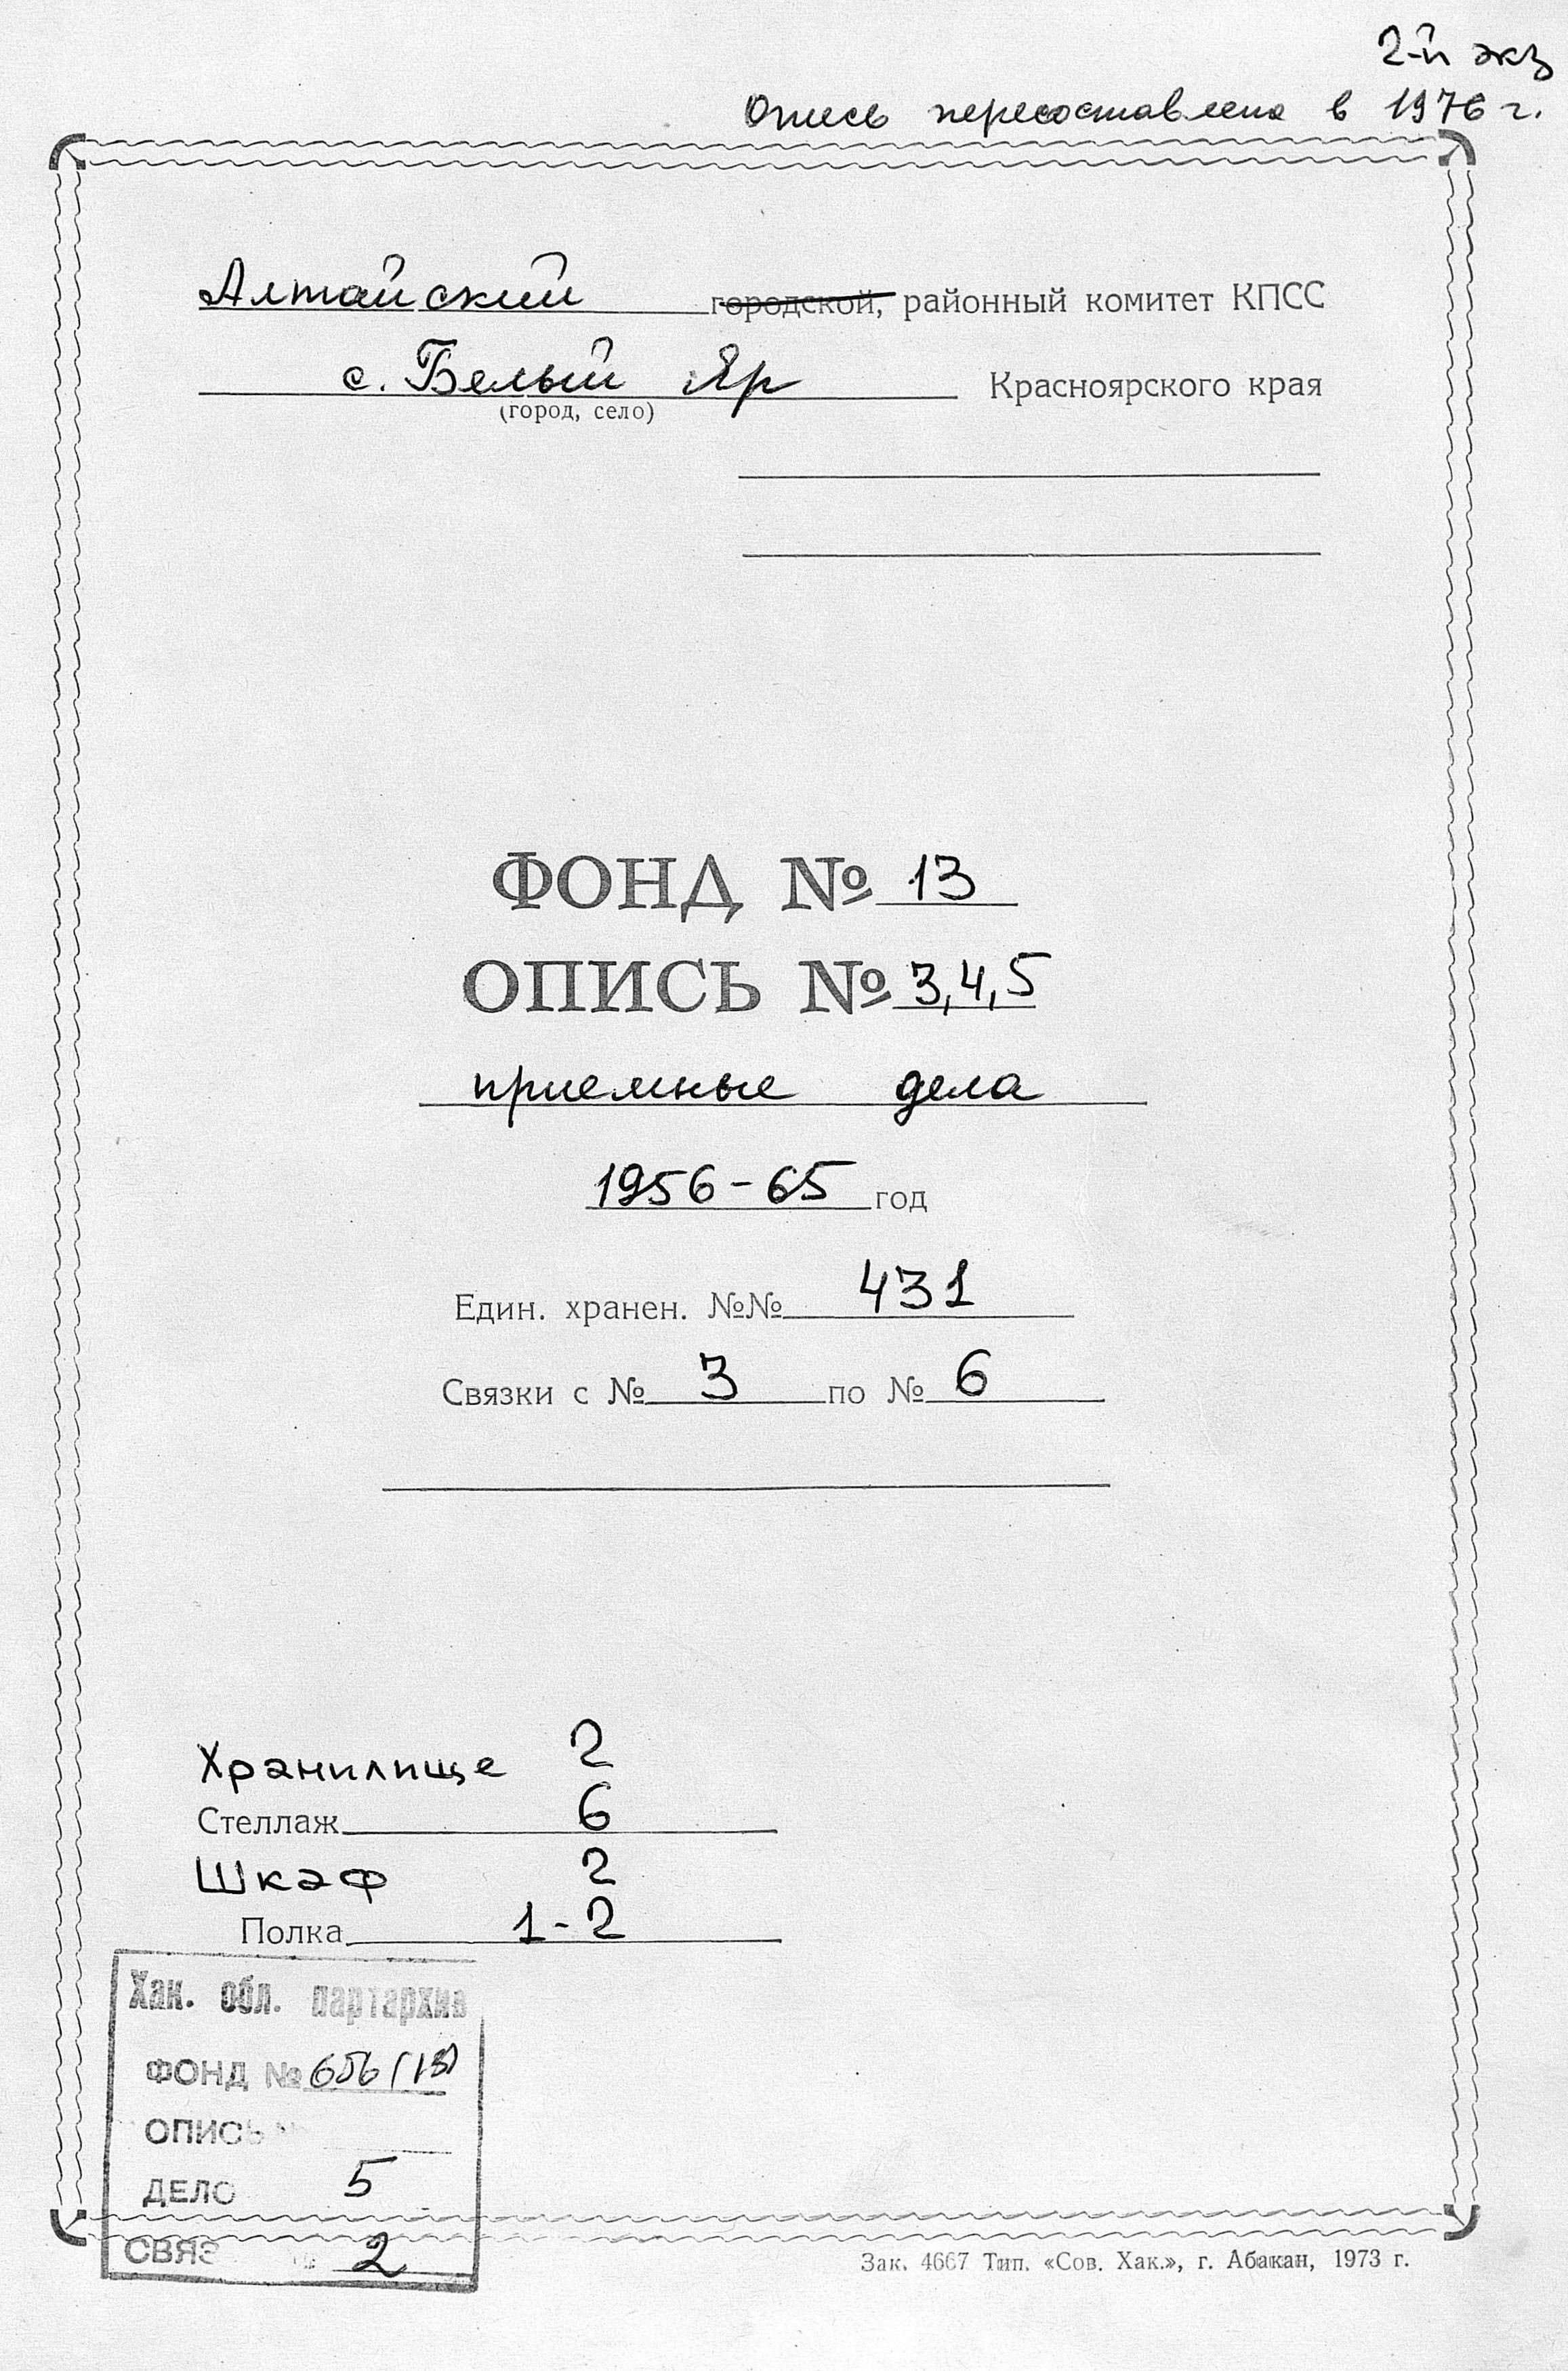 2-й экз
Опись пересоставлена в 1976 г.
Алтайский городской, районный комитет КПСС
с. Белый Яр Красноярского края
(город, село)
ФОНД № 13
ОПИСЬ № 3,4,5
приемные дела
1956-65 год
Един. хранен. №№ 431
Связки с № 3 по № 6
Хранилище 2
Стеллаж 6
Шкаф 2
Полка 1-2
Хак. обл. партархив
ФОНД № 656 (13)
ОПИСЬ
ДЕЛО 5
СВЯЗ 2
Зак. 4667 Тип. «Сов. Хак.», г. Абакан, 1973 г.